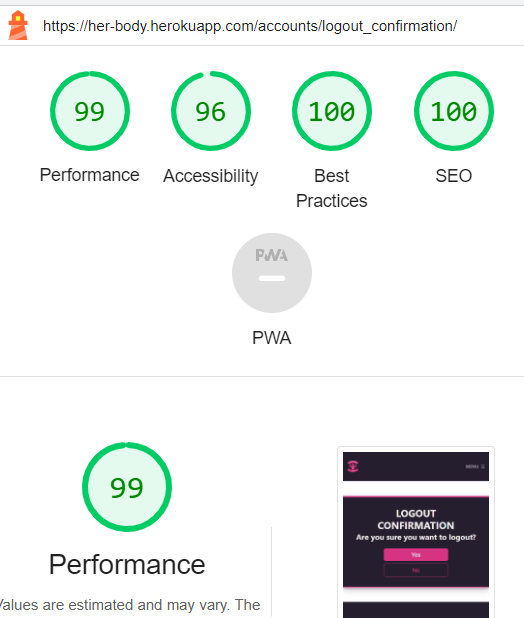 https://her-body.herokuapp.com/accounts/logout_confirmation/
99
96
100
100
Performance
Accessibility
Best
Practices
SEO
PWA
PWA
99
Performance
Values are estimated and may vary. The
MENU
LOGOUT
CONFIRMATION
Are you sure you want to logout?
Yes
No